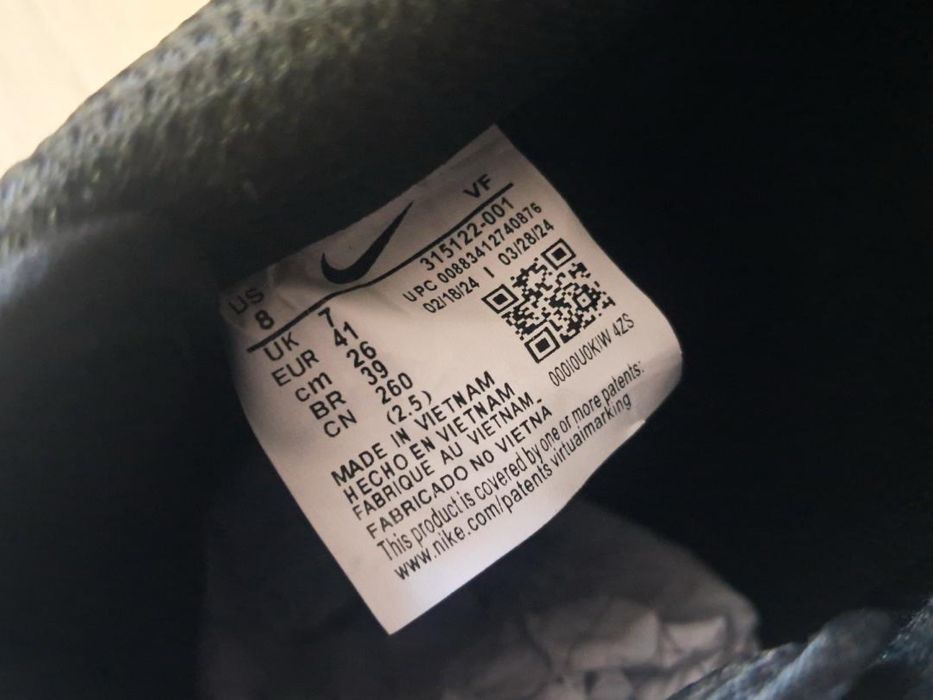 VF
315122-001
UPC 00883412740876
02/18/24 I 03/28/24
US 8
UK 7
EUR 41
cm 26
BR 39
CN 260
(2.5)
000I0U0KIW 4ZS
MADE IN VIETNAM
HECHO EN VIETNAM
FABRIQUE AU VIETNAM
FABRICADO NO VIETNA
This product is covered by one or more patents:
www.nike.com/patents virtuaimarking